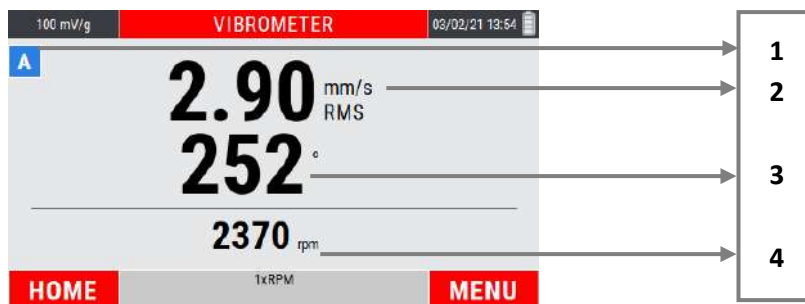 100 mV/g VIBROMETER 03/02/21 13:54
A 1
2.90 mm/s 2
RMS
252 ° 3
2370 rpm 4
HOME 1xRPM MENU